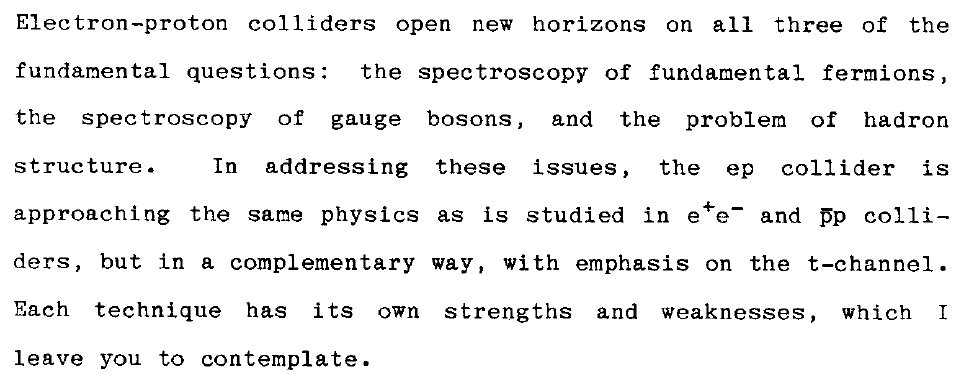 Electron-proton colliders open new horizons on all three of the
fundamental questions: the spectroscopy of fundamental fermions,
the spectroscopy of gauge bosons, and the problem of hadron
structure. In addressing these issues, the ep collider is
approaching the same physics as is studied in e⁺e⁻ and p̅p colli-
ders, but in a complementary way, with emphasis on the t-channel.
Each technique has its own strengths and weaknesses, which I
leave you to contemplate.